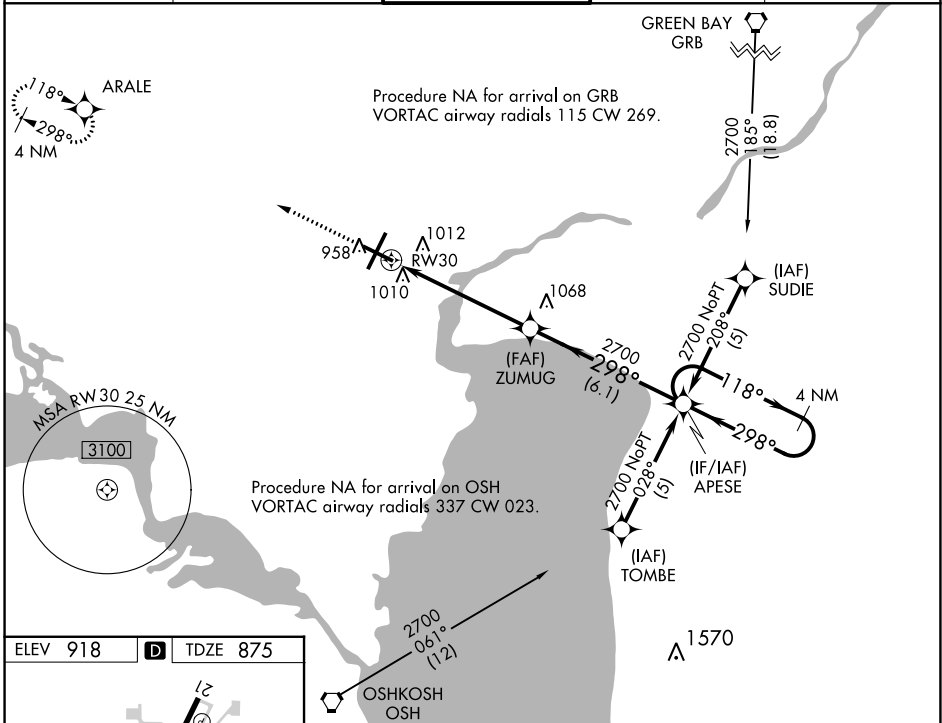 GREEN BAY
GRB
ARALE
118°
298°
4 NM
Procedure NA for arrival on GRB
VORTAC airway radials 115 CW 269.
2700
185°
(18.8)
1012
958
RW30
1010
(IAF)
SUDIE
1068
2700 NoPT
208°
(5)
(FAF)
ZUMUG
2700
298°
(6.1)
118°
4 NM
298°
MSA RW30 25 NM
3100
(IF/IAF)
APESE
2700 NoPT
028°
(5)
Procedure NA for arrival on OSH
VORTAC airway radials 337 CW 023.
(IAF)
TOMBE
2700
061°
(12)
1570
ELEV 918 D TDZE 875
21
OSHKOSH
OSH